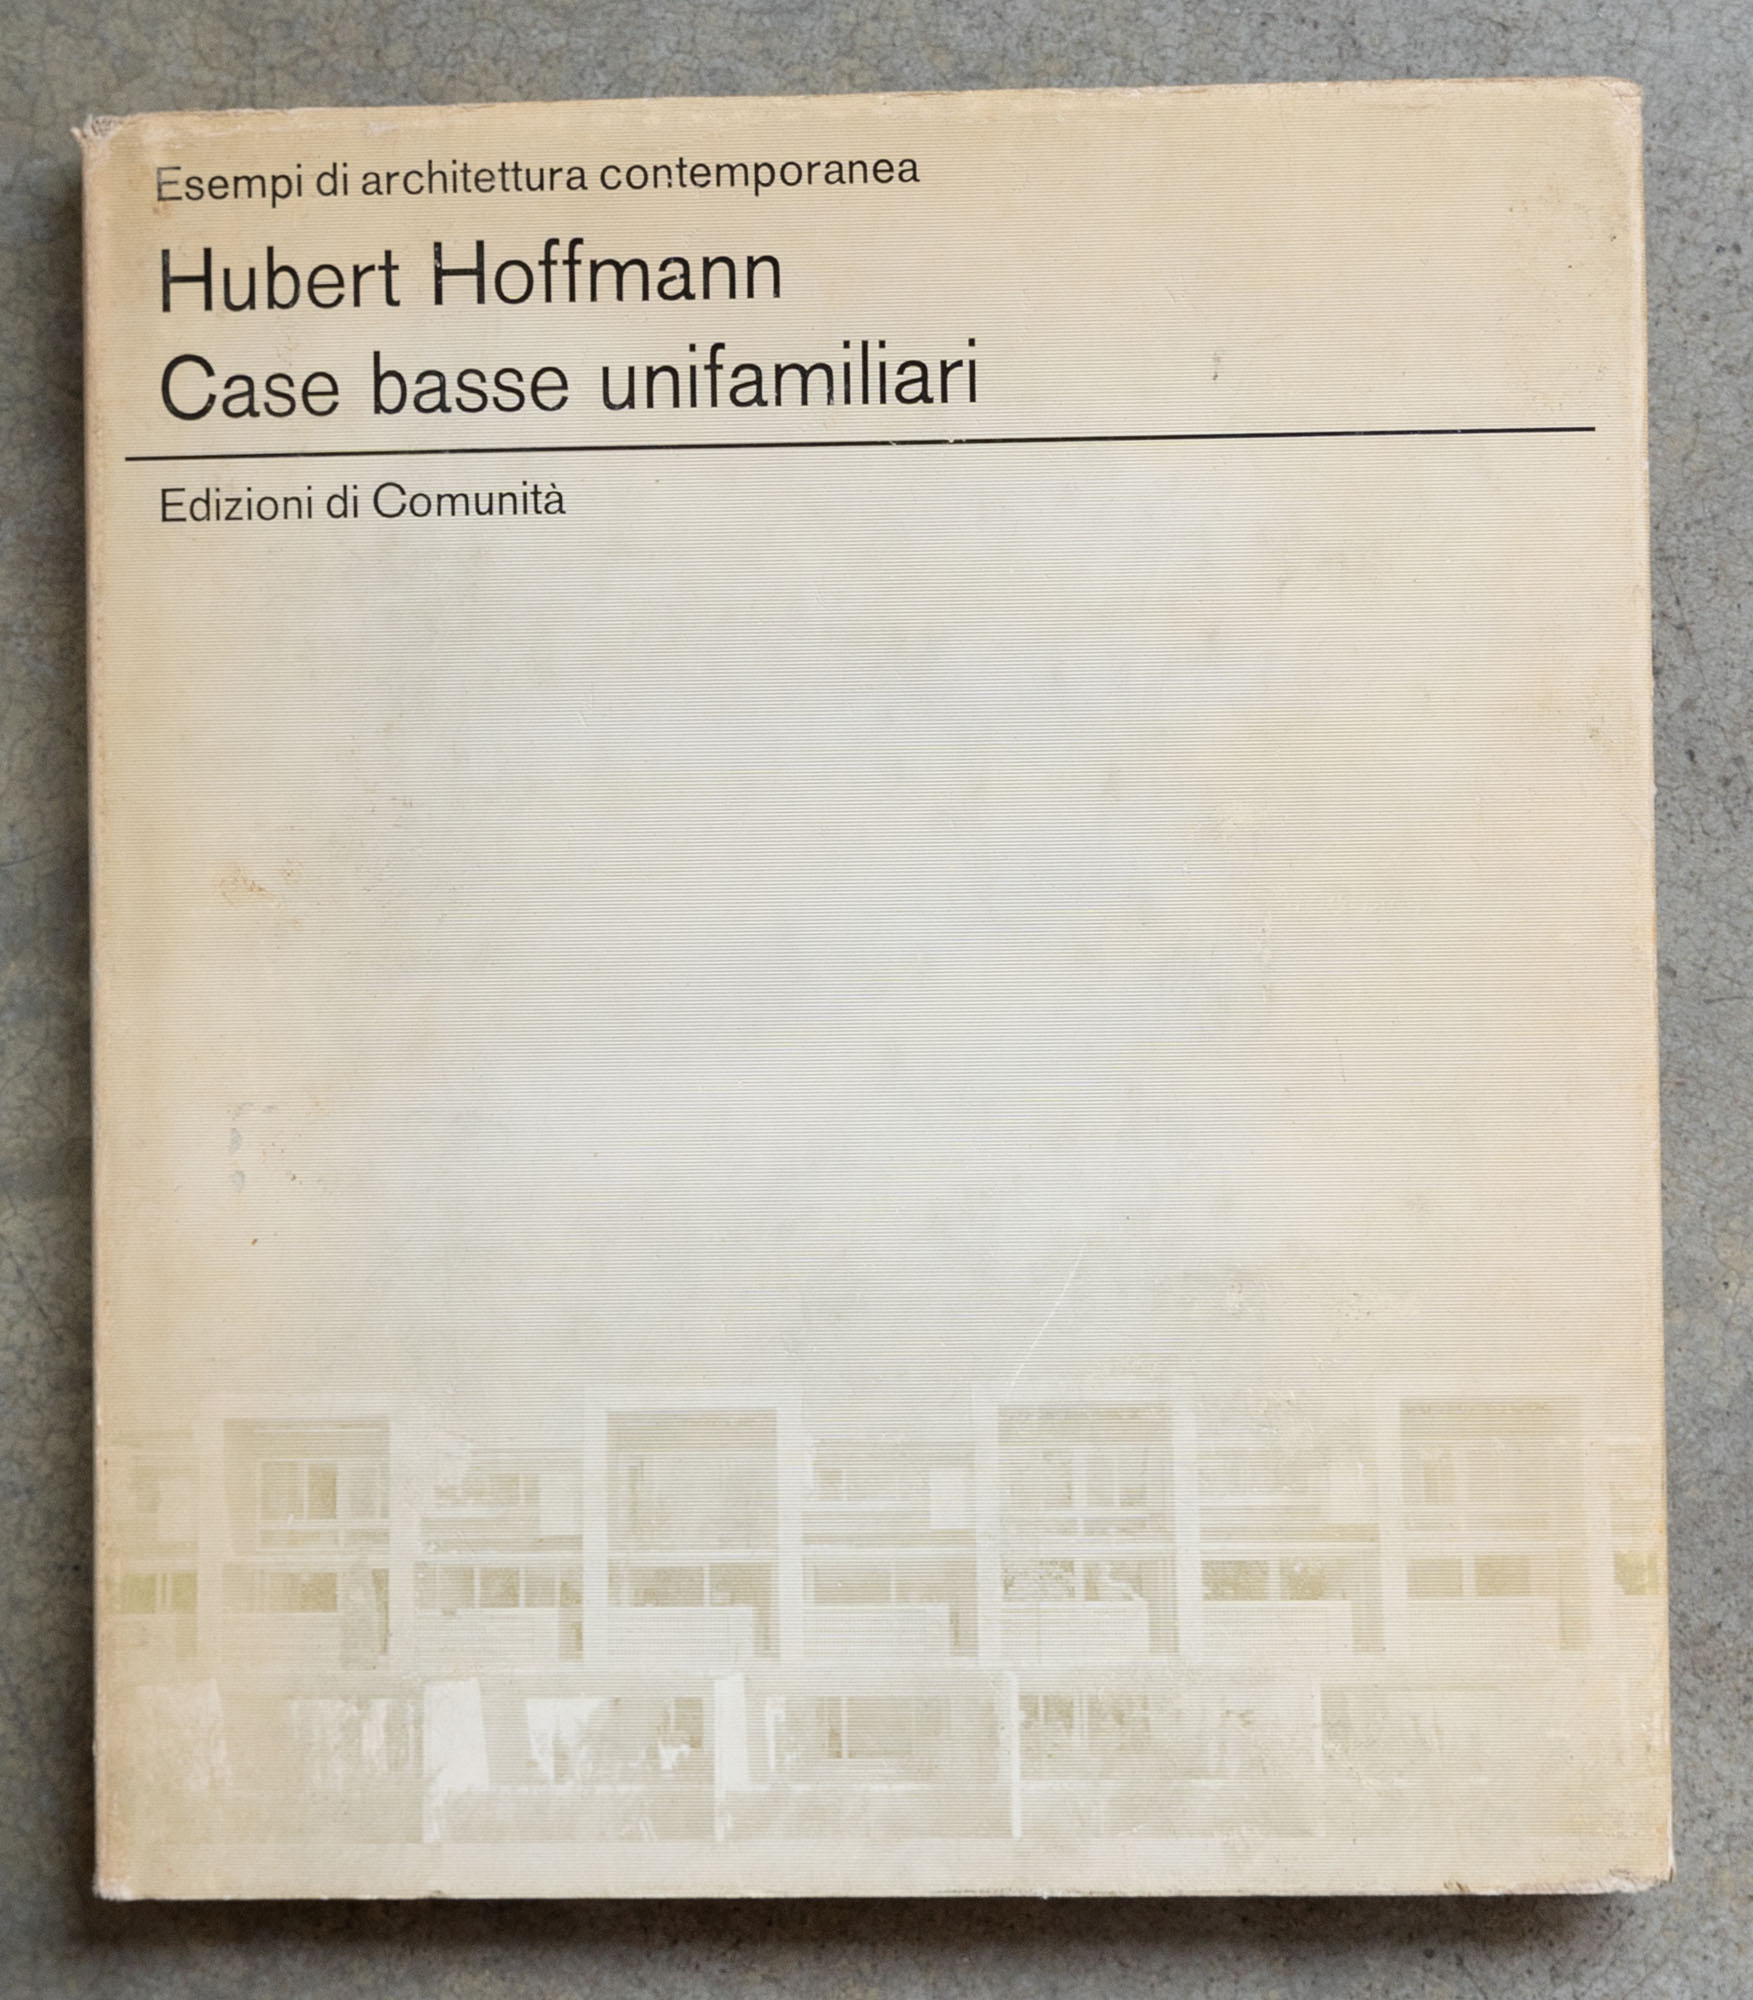 Esempi di architettura contemporanea
Hubert Hoffmann
Case basse unifamiliari
Edizioni di Comunità